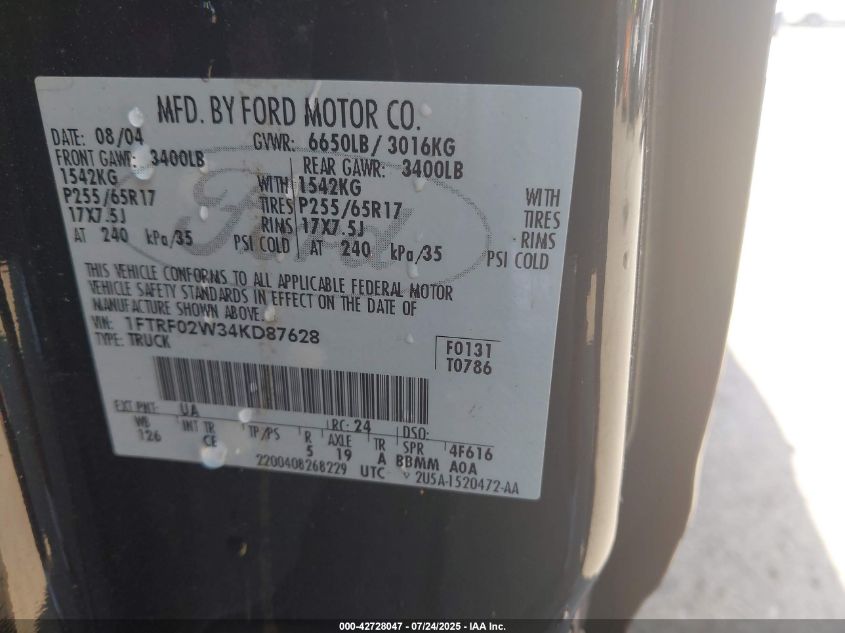 MFD. BY FORD MOTOR CO.
DATE: 08/04 GVWR: 6650LB/ 3016KG
FRONT GAWR: 3400LB REAR GAWR: 3400LB
1542KG WITH 1542KG WITH
P255/65R17 TIRES P255/65R17 TIRES
17X7.5J RIMS 17X7.5J RIMS
AT 240 kPa/35 PSI COLD AT 240 kPa/35 PSI COLD
Ford
THIS VEHICLE CONFORMS TO ALL APPLICABLE FEDERAL MOTOR
VEHICLE SAFETY STANDARDS IN EFFECT ON THE DATE OF
MANUFACTURE SHOWN ABOVE.
VIN: 1FTRF02W34KD87628
TYPE: TRUCK
F0131
T0786
EXT PNT: UA RC: 24 DSO:
WB INT TR TP/PS R AXLE TR SPR 4F616
126 CE 5 19 A BBMM A0A
2200408268229 UTC V 2U5A-1520472-AA
000-42728047 - 07/24/2025 - IAA Inc.